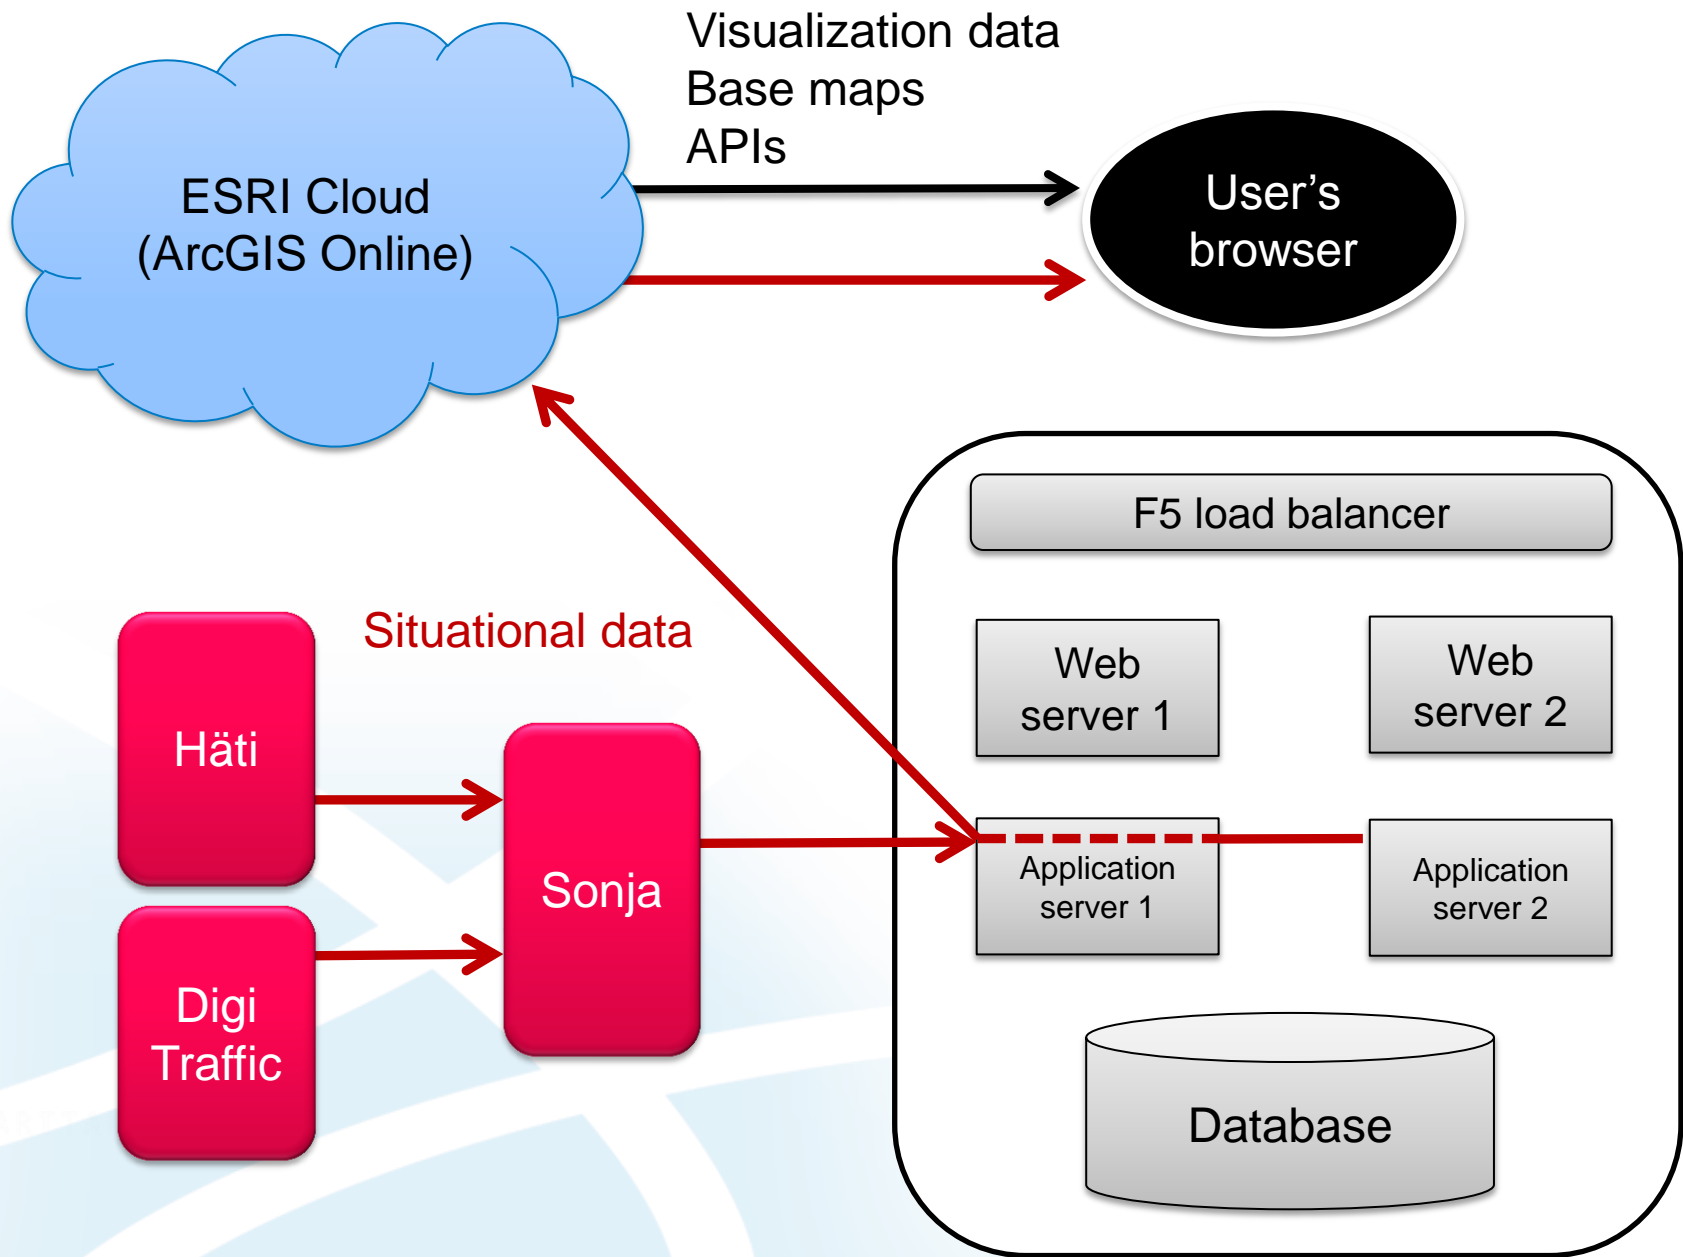 Visualization data
Base maps
APIs
ESRI Cloud
(ArcGIS Online)
User’s
browser
F5 load balancer
Situational data
Web
server 1
Web
server 2
Häti
Sonja
Application
server 1
Application
server 2
Digi
Traffic
Database